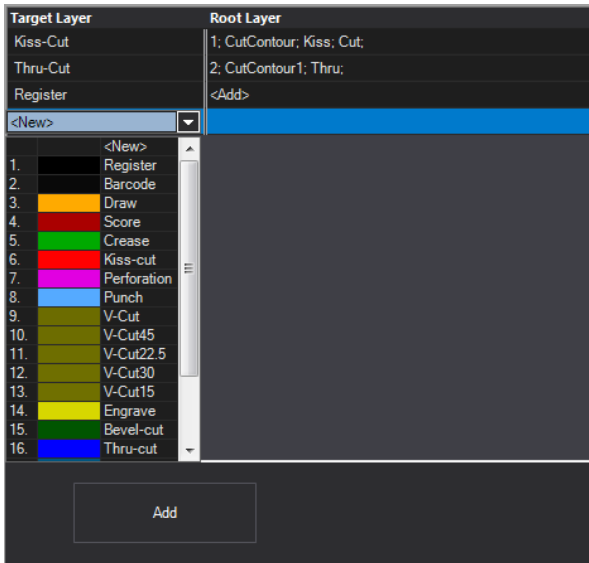 Target Layer Root Layer
Kiss-Cut 1; CutContour; Kiss; Cut;
Thru-Cut 2; CutContour1; Thru;
Register <Add>
<New>
<New>
1. Register
2. Barcode
3. Draw
4. Score
5. Crease
6. Kiss-cut
7. Perforation
8. Punch
9. V-Cut
10. V-Cut45
11. V-Cut22.5
12. V-Cut30
13. V-Cut15
14. Engrave
15. Bevel-cut
16. Thru-cut
Add